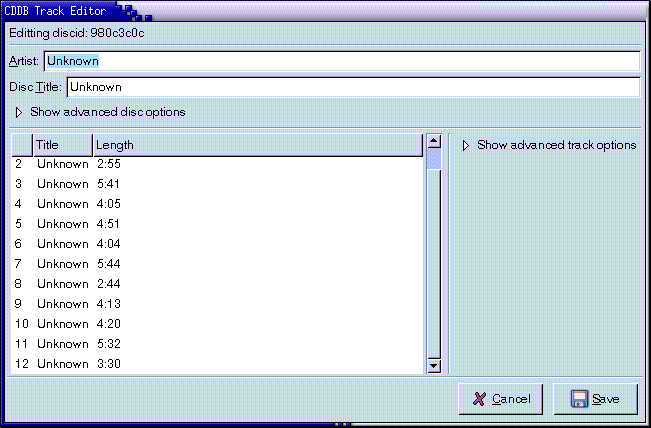 CDDB Track Editor
Editting discid: 980c3c0c
Artist: Unknown
Disc Title: Unknown
Show advanced disc options
Title Length
Show advanced track options
2 Unknown 2:55
3 Unknown 5:41
4 Unknown 4:05
5 Unknown 4:51
6 Unknown 4:04
7 Unknown 5:44
8 Unknown 2:44
9 Unknown 4:13
10 Unknown 4:20
11 Unknown 5:32
12 Unknown 3:30
Cancel Save